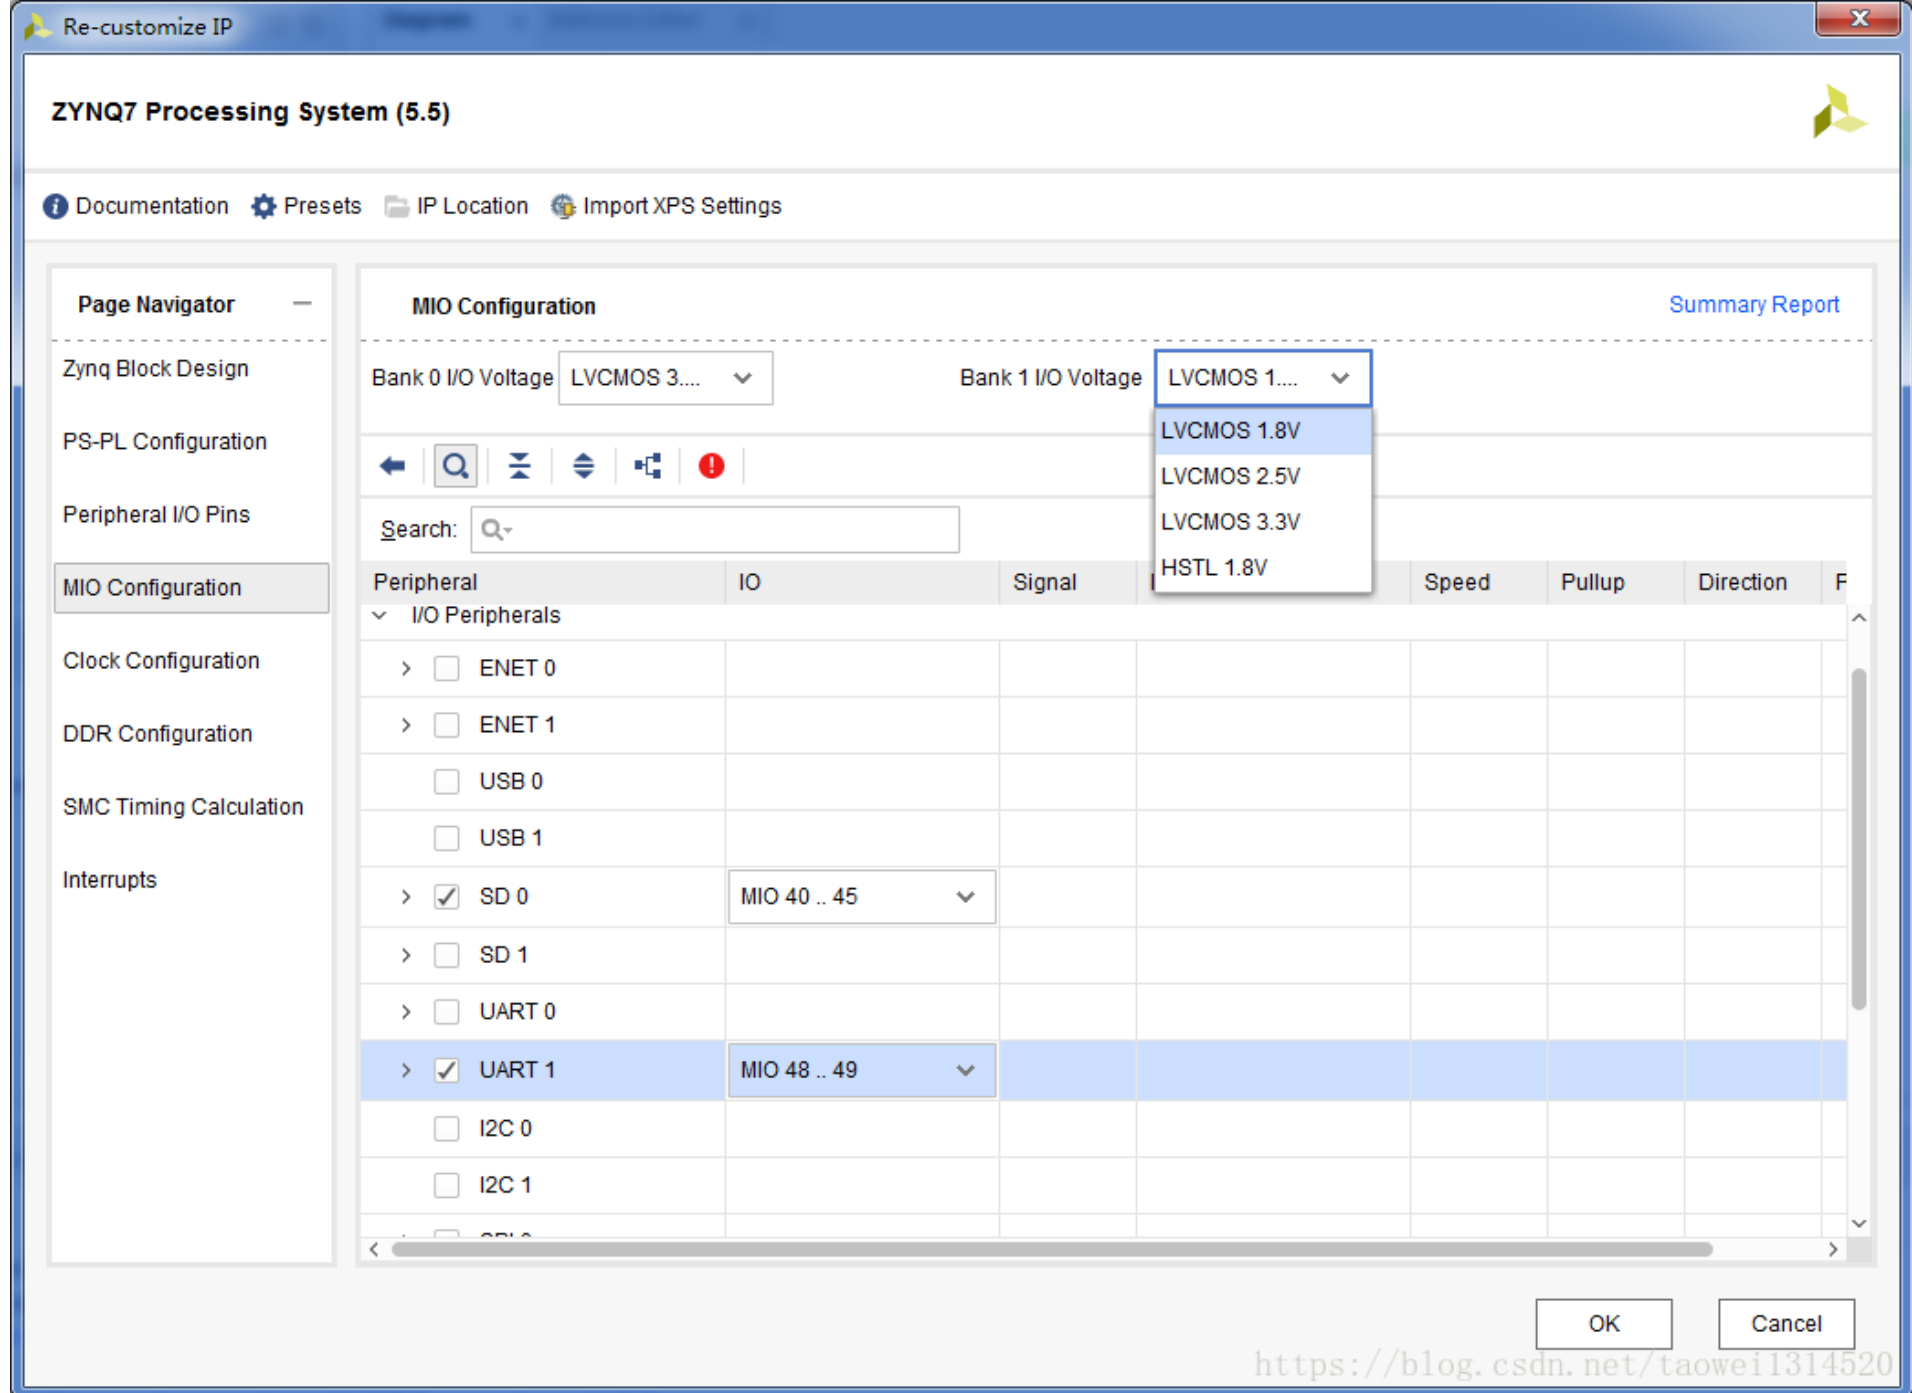 Re-customize IP
ZYNQ7 Processing System (5.5)
Documentation Presets IP Location Import XPS Settings
Page Navigator
Zynq Block Design
PS-PL Configuration
Peripheral I/O Pins
MIO Configuration
Clock Configuration
DDR Configuration
SMC Timing Calculation
Interrupts
MIO Configuration Summary Report
Bank 0 I/O Voltage LVCMOS 3.... Bank 1 I/O Voltage LVCMOS 1....
LVCMOS 1.8V
LVCMOS 2.5V
LVCMOS 3.3V
HSTL 1.8V
Search:
Peripheral IO Signal Speed Pullup Direction
I/O Peripherals
ENET 0
ENET 1
USB 0
USB 1
SD 0 MIO 40 .. 45
SD 1
UART 0
UART 1 MIO 48 .. 49
I2C 0
I2C 1
OK Cancel
https://blog.csdn.net/taowei1314520